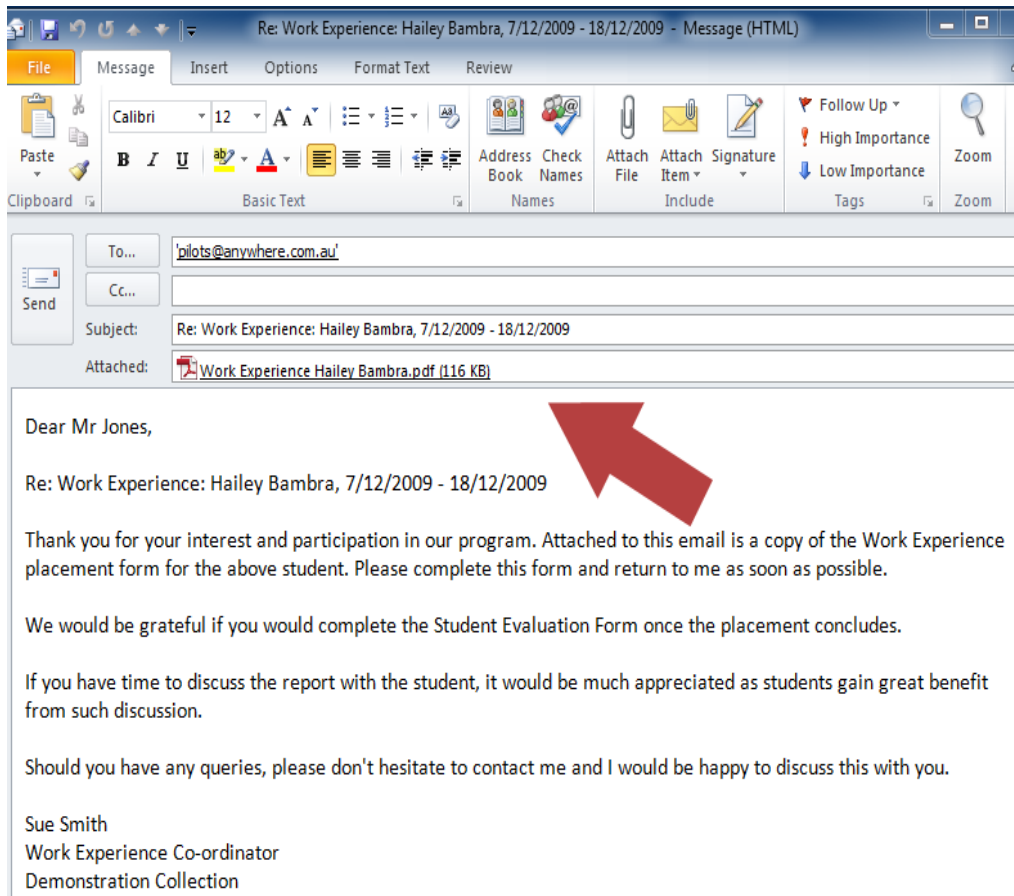 Re: Work Experience: Hailey Bambra, 7/12/2009 - 18/12/2009 - Message (HTML)
File Message Insert Options Format Text Review
Calibri 12 A A Follow Up
High Importance
Low Importance
Paste B I U ab A Address Book Check Names Attach File Attach Item Signature Zoom
Clipboard Basic Text Names Include Tags Zoom
To... 'pilots@anywhere.com.au'
Cc...
Send
Subject: Re: Work Experience: Hailey Bambra, 7/12/2009 - 18/12/2009
Attached: Work Experience Hailey Bambra.pdf (116 KB)
Dear Mr Jones,
Re: Work Experience: Hailey Bambra, 7/12/2009 - 18/12/2009
Thank you for your interest and participation in our program. Attached to this email is a copy of the Work Experience
placement form for the above student. Please complete this form and return to me as soon as possible.
We would be grateful if you would complete the Student Evaluation Form once the placement concludes.
If you have time to discuss the report with the student, it would be much appreciated as students gain great benefit
from such discussion.
Should you have any queries, please don't hesitate to contact me and I would be happy to discuss this with you.
Sue Smith
Work Experience Co-ordinator
Demonstration Collection